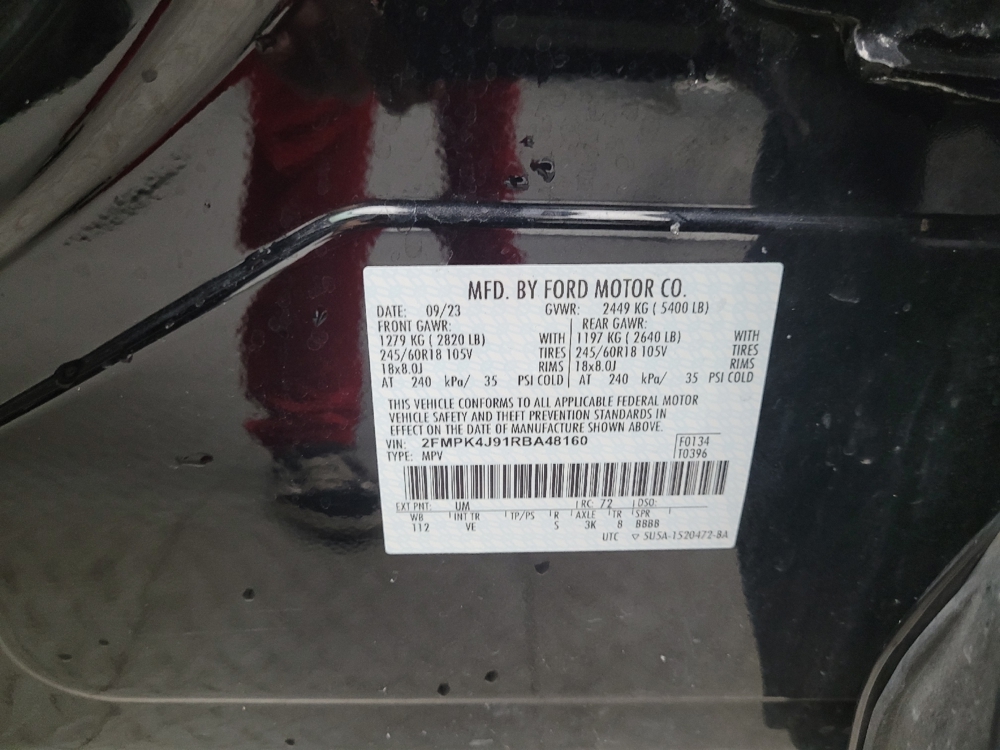 MFD. BY FORD MOTOR CO.
DATE: 09/23 GVWR: 2449 KG ( 5400 LB)
FRONT GAWR: REAR GAWR:
1279 KG ( 2820 LB) WITH 1197 KG ( 2640 LB) WITH
245/60R18 105V TIRES 245/60R18 105V TIRES
18x8.0J RIMS 18x8.0J RIMS
AT 240 kPa/ 35 PSI COLD AT 240 kPa/ 35 PSI COLD
THIS VEHICLE CONFORMS TO ALL APPLICABLE FEDERAL MOTOR
VEHICLE SAFETY AND THEFT PREVENTION STANDARDS IN
EFFECT ON THE DATE OF MANUFACTURE SHOWN ABOVE.
VIN: 2FMPK4J91RBA48160 F0134
TYPE: MPV T0396
EXT PNT: UM RC: 72 DSO:
WB INT TR TP/PS R AXLE TR SPR
112 VE S 3K 8 8888
UTC ▽ 5U5A-1520472-BA